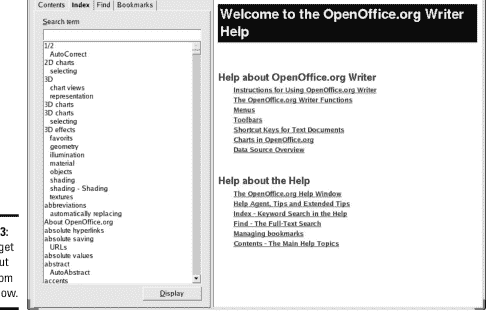 Contents Index Find Bookmarks
Search term
1/2
AutoCorrect
2D charts
selecting
3D
chart views
representation
3D charts
3D charts
selecting
3D effects
favorits
geometry
illumination
material
objects
shading
shading - Shading
textures
abbreviations
automatically replacing
About OpenOffice.org
absolute hyperlinks
absolute saving
URLs
absolute values
abstract
AutoAbstract
accents
Display
Welcome to the OpenOffice.org Writer
Help
Help about OpenOffice.org Writer
Instructions for Using OpenOffice.org Writer
The OpenOffice.org Writer Functions
Menus
Toolbars
Shortcut Keys for Text Documents
Charts in OpenOffice.org
Data Source Overview
Help about the Help
The OpenOffice.org Help Window
Help Agent, Tips and Extended Tips
Index - Keyword Search in the Help
Find - The Full-Text Search
Managing bookmarks
Contents - The Main Help Topics
3:
get
ut
om
ow.